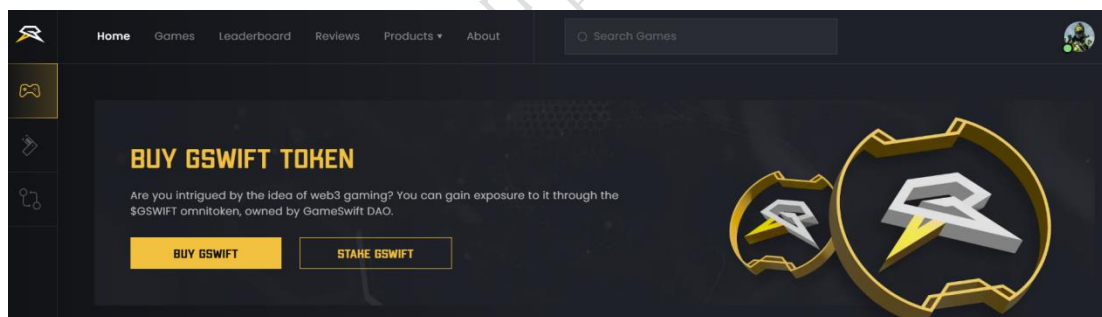 Home Games Leaderboard Reviews Products ▾ About Search Games
BUY GSWIFT TOKEN
Are you intrigued by the idea of web3 gaming? You can gain exposure to it through the
$GSWIFT omnitoken, owned by GameSwift DAO.
BUY GSWIFT STAKE GSWIFT